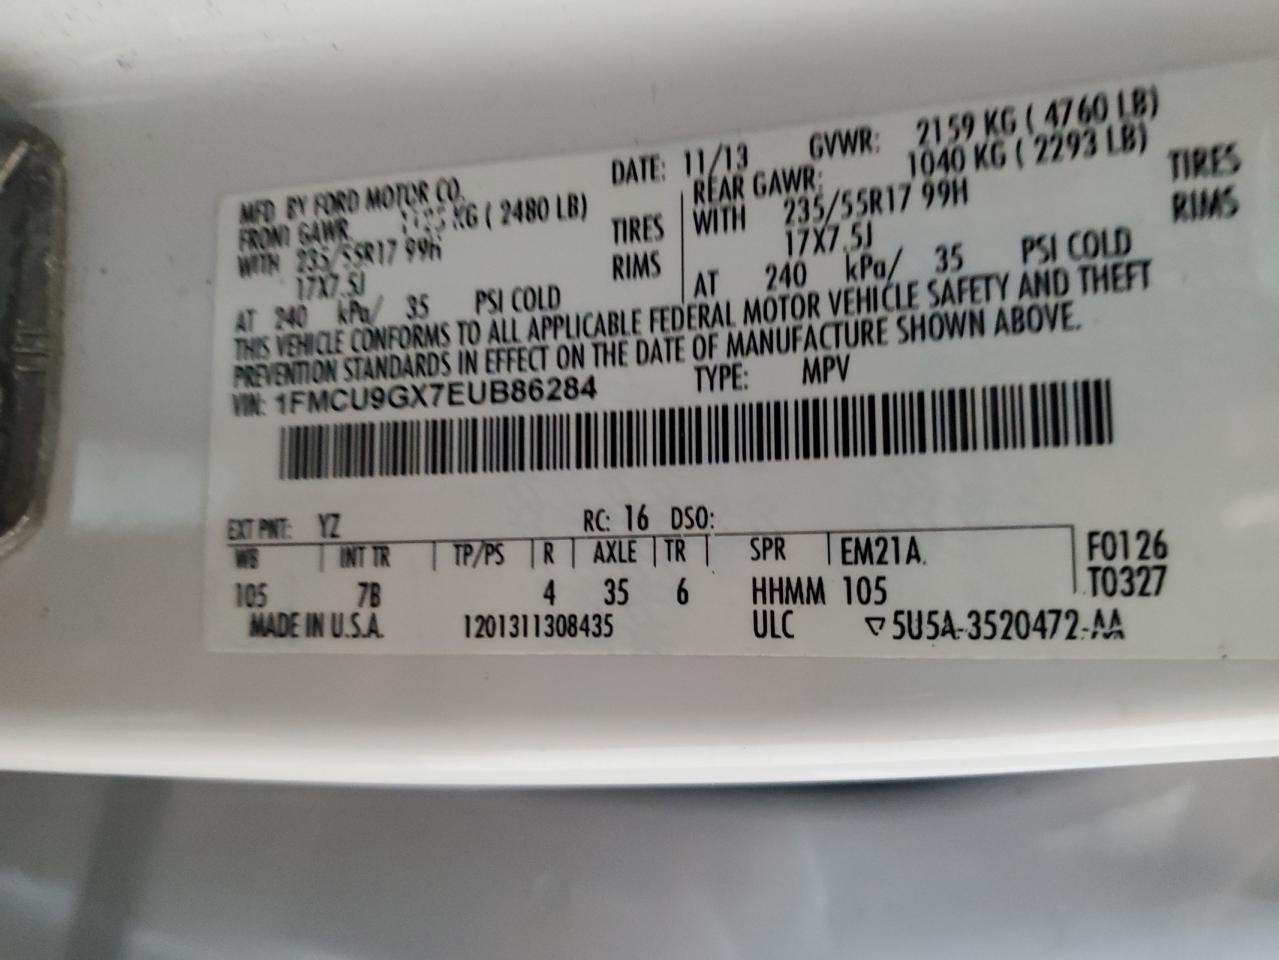 MFD. BY FORD MOTOR CO. DATE: 11/13 GVWR: 2159 KG ( 4760 LB)
FRONT GAWR: 1125 KG ( 2480 LB) REAR GAWR: 1040 KG ( 2293 LB)
WITH 235/55R17 99H TIRES WITH 235/55R17 99H TIRES
17X7.5J RIMS 17X7.5J RIMS
AT 240 kPa/ 35 PSI COLD AT 240 kPa/ 35 PSI COLD
THIS VEHICLE CONFORMS TO ALL APPLICABLE FEDERAL MOTOR VEHICLE SAFETY AND THEFT
PREVENTION STANDARDS IN EFFECT ON THE DATE OF MANUFACTURE SHOWN ABOVE.
VIN: 1FMCU9GX7EUB86284 TYPE: MPV
EXT PNT: YZ RC: 16 DSO:
WB INT TR TP/PS R AXLE TR SPR EM21A. F0126
105 7B 4 35 6 HHMM 105 T0327
MADE IN U.S.A. 1201311308435 ULC ▽5U5A-3520472-AA